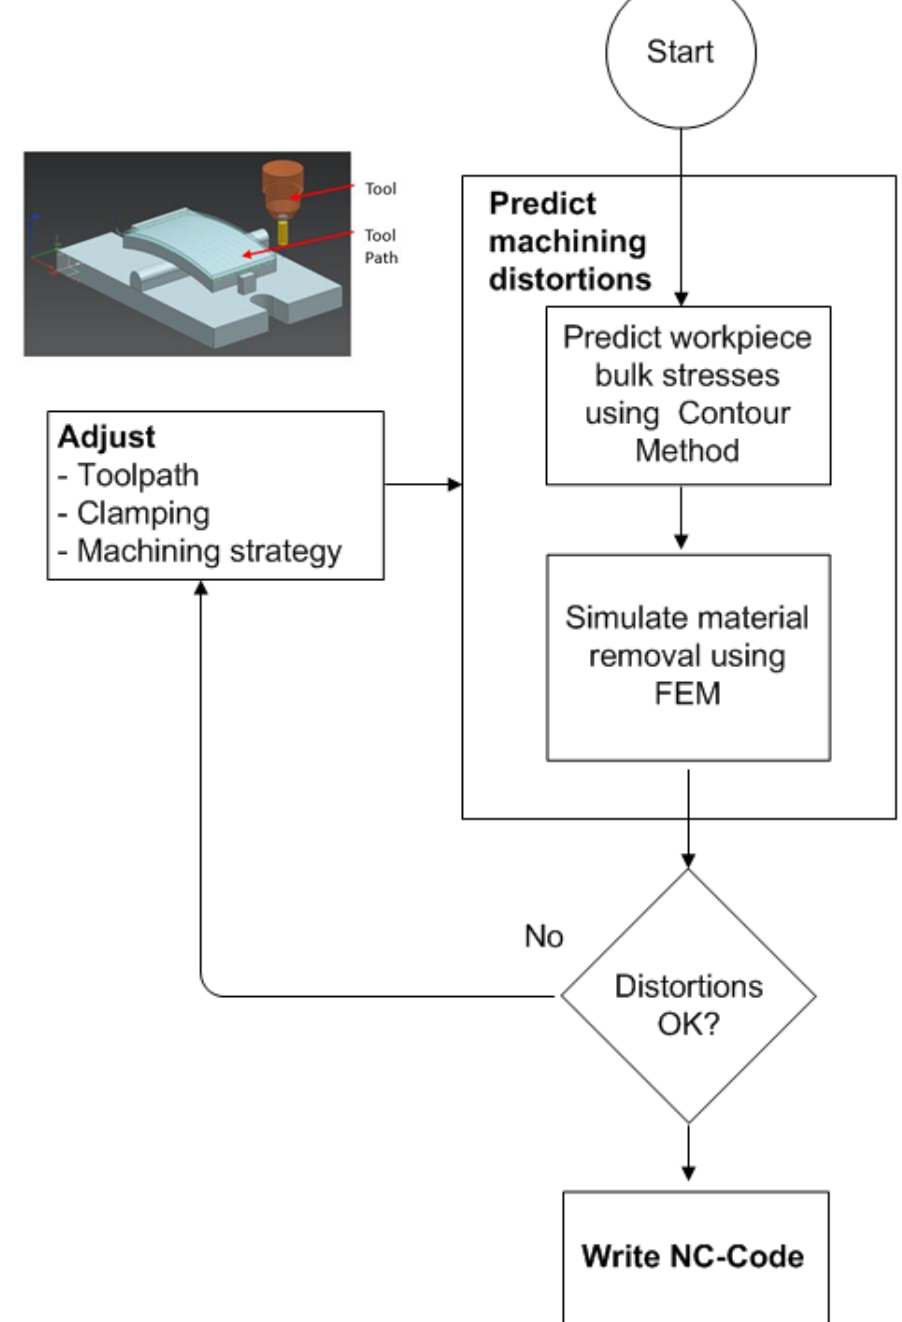 Start
Tool
Tool
Path
Predict
machining
distortions
Predict workpiece
bulk stresses
using Contour
Method
Adjust
- Toolpath
- Clamping
- Machining strategy
Simulate material
removal using
FEM
No
Distortions
OK?
Write NC-Code